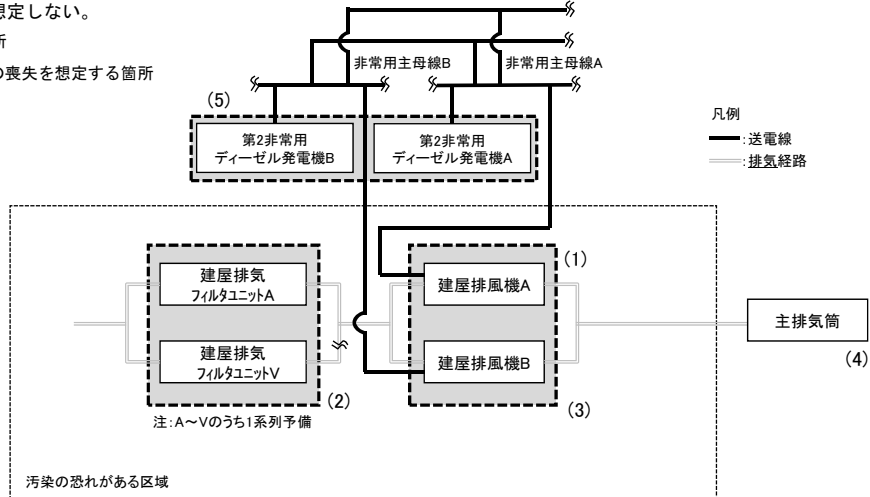 想定しない。
所
の喪失を想定する箇所
非常用主母線B
非常用主母線A
(5)
第2非常用
ディーゼル発電機B
第2非常用
ディーゼル発電機A
凡例
:送電線
:排気経路
(1)
建屋排気
フィルタユニットA
建屋排風機A
主排気筒
(4)
建屋排気
フィルタユニットV
建屋排風機B
(2)
(3)
注:A~Vのうち1系列予備
汚染の恐れがある区域